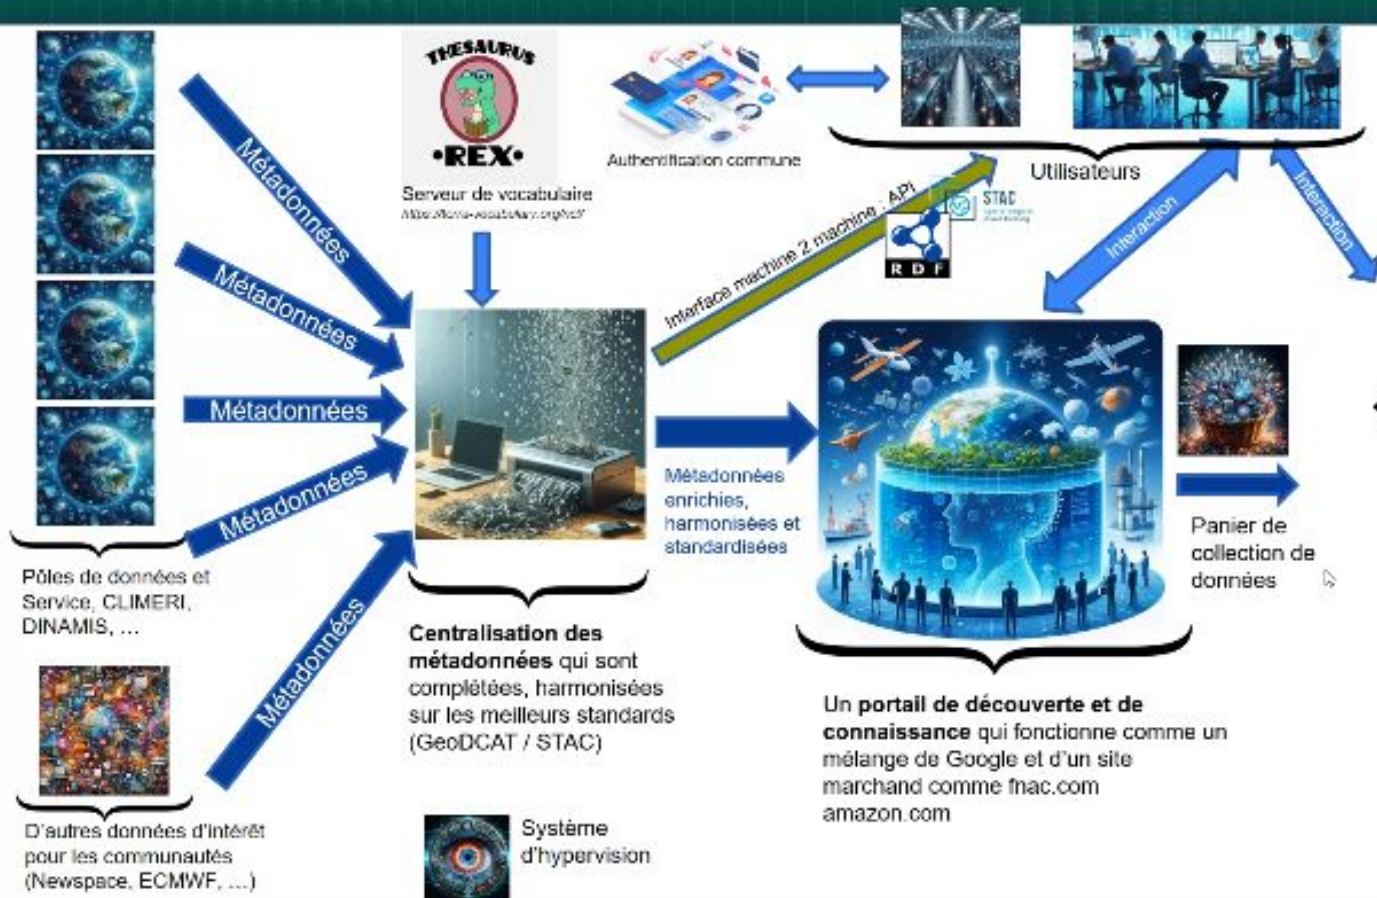 THESAURUS
•REX•
Serveur de vocabulaire
Authentification commune
Utilisateurs
Métadonnées
Métadonnées
Métadonnées
Métadonnées
Métadonnées
Interface machine 2 machine : API
STAC
RDF
Interaction
Interaction
Métadonnées
enrichies,
harmonisées et
standardisées
Panier de
collection de
données
Pôles de données et
Service, CLIMERI,
DINAMIS, ...
Centralisation des
métadonnées qui sont
complétées, harmonisées
sur les meilleurs standards
(GeoDCAT / STAC)
Un portail de découverte et de
connaissance qui fonctionne comme un
mélange de Google et d'un site
marchand comme fnac.com
amazon.com
D'autres données d'intérêt
pour les communautés
(Newspace, ECMWF, ...)
Système
d'hypervision